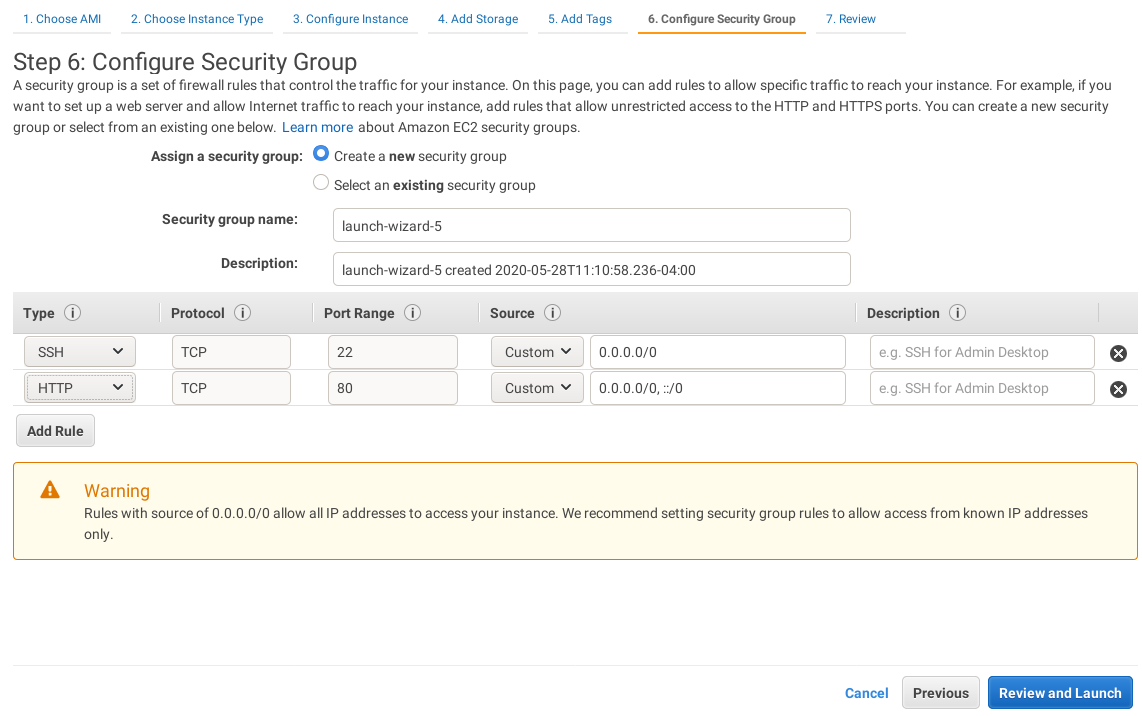 1. Choose AMI 2. Choose Instance Type 3. Configure Instance 4. Add Storage 5. Add Tags 6. Configure Security Group 7. Review
Step 6: Configure Security Group
A security group is a set of firewall rules that control the traffic for your instance. On this page, you can add rules to allow specific traffic to reach your instance. For example, if you
want to set up a web server and allow Internet traffic to reach your instance, add rules that allow unrestricted access to the HTTP and HTTPS ports. You can create a new security
group or select from an existing one below. Learn more about Amazon EC2 security groups.
Assign a security group: Create a new security group
Select an existing security group
Security group name: launch-wizard-5
Description: launch-wizard-5 created 2020-05-28T11:10:58.236-04:00
Type i Protocol i Port Range i Source i Description i
SSH TCP 22 Custom 0.0.0.0/0 e.g. SSH for Admin Desktop
HTTP TCP 80 Custom 0.0.0.0/0, ::/0 e.g. SSH for Admin Desktop
Add Rule
Warning
Rules with source of 0.0.0.0/0 allow all IP addresses to access your instance. We recommend setting security group rules to allow access from known IP addresses
only.
Cancel Previous Review and Launch